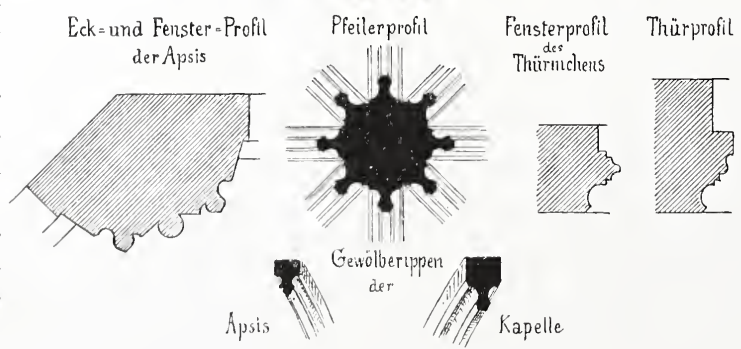 Eck=und Fenster=Profil
der Apsis
Pfeilerprofil
Fensterprofil
des
Thürmchens
Thürprofil
Gewölberippen
der
Apsis
Kapelle